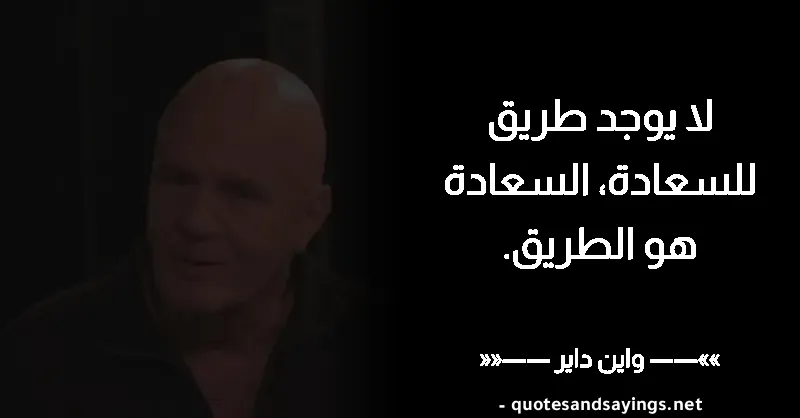 لا يوجد طريق
للسعادة، السعادة
هو الطريق.
»»—— واين داير ——««
- quotesandsayings.net